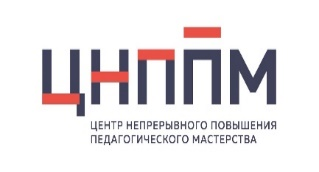 ЦНППМ
ЦЕНТР НЕПРЕРЫВНОГО ПОВЫШЕНИЯ
ПЕДАГОГИЧЕСКОГО МАСТЕРСТВА